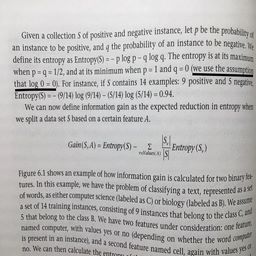 Given a collection S of positive and negative instance, let p be the probability of
an instance to be positive, and q the probability of an instance to be negative. We
define its entropy as Entropy(S) = – p log p – q log q. The entropy is at its maximum
when p = q = 1/2, and at its minimum when p = 1 and q = 0 (we use the assumption
that log 0 = 0). For instance, if S contains 14 examples: 9 positive and 5 negative,
Entropy(S) = – (9/14) log (9/14) – (5/14) log (5/14) = 0.94.
We can now define information gain as the expected reduction in entropy when
we split a data set S based on a certain feature A.
Gain(S, A) = Entropy(S) – Σ |Sv| / |S| Entropy (Sv)
Figure 6.1 shows an example of how information gain is calculated for two binary fea-
tures. In this example, we have the problem of classifying a text, represented as a set
of words, as either computer science (labeled as C) or biology (labeled as B). We assume
a set of 14 training instances, consisting of 9 instances that belong to the class C, and
5 that belong to the class B. We have two features under consideration: one feature,
named computer, with values yes or no (depending on whether the word computer
is present in an instance), and a second feature named cell, again with values yes or
no. We can then calculate the